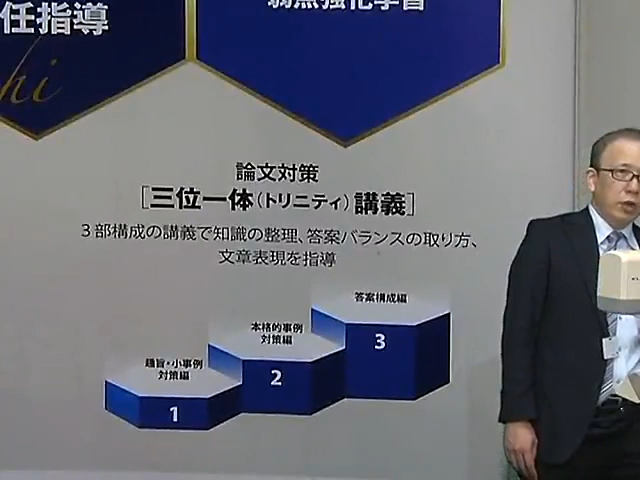 任指導
弱点強化学習
hi
論文対策
[三位一体(トリニティ)講義]
3部構成の講義で知識の整理、答案バランスの取り方、
文章表現を指導
答案構成編
3
本格的事例
対策編
2
趣旨・小事例
対策編
1